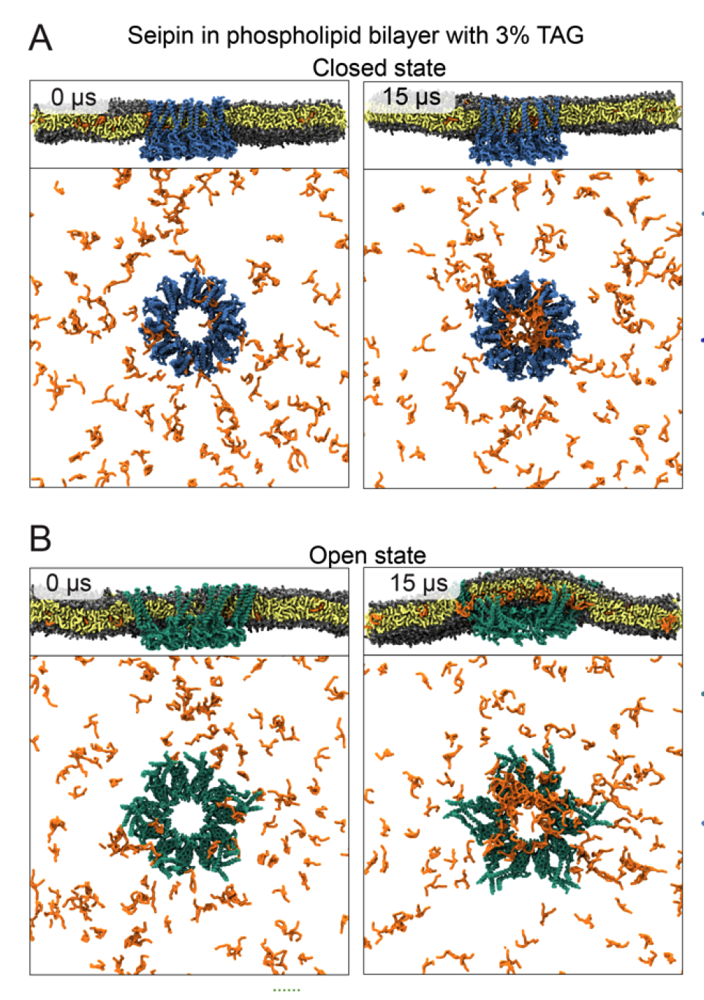 A
Seipin in phospholipid bilayer with 3% TAG
Closed state
0 µs
15 µs
B
Open state
0 µs
15 µs